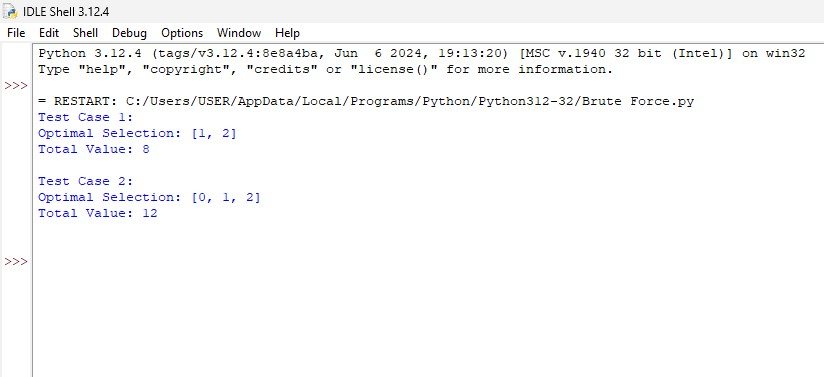 IDLE Shell 3.12.4
File Edit Shell Debug Options Window Help
Python 3.12.4 (tags/v3.12.4:8e8a4ba, Jun  6 2024, 19:13:20) [MSC v.1940 32 bit (Intel)] on win32
Type "help", "copyright", "credits" or "license()" for more information.
>>>
= RESTART: C:/Users/USER/AppData/Local/Programs/Python/Python312-32/Brute Force.py
Test Case 1:
Optimal Selection: [1, 2]
Total Value: 8
Test Case 2:
Optimal Selection: [0, 1, 2]
Total Value: 12
>>>